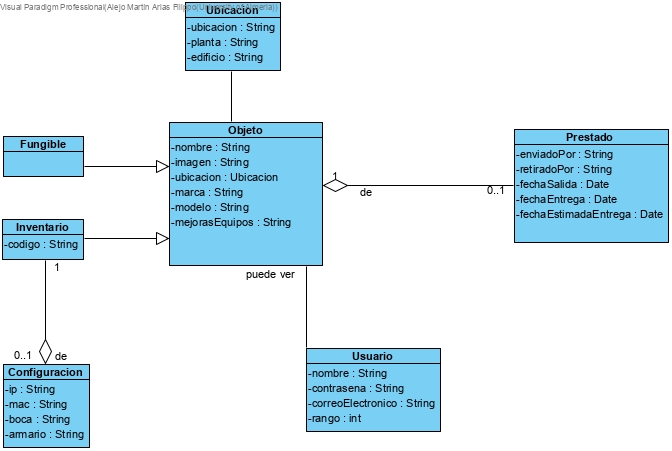 Visual Paradigm Professional(Alejo Martin Arias Filippo(University of Almeria))
Ubicacion
-ubicacion : String
-planta : String
-edificio : String
Objeto
-nombre : String
-imagen : String
-ubicacion : Ubicacion
-marca : String
-modelo : String
-mejorasEquipos : String
Fungible
Inventario
-codigo : String
1
0..1
de
Configuracion
-ip : String
-mac : String
-boca : String
-armario : String
1
de
0..1
Prestado
-enviadoPor : String
-retiradoPor : String
-fechaSalida : Date
-fechaEntrega : Date
-fechaEstimadaEntrega : Date
puede ver
Usuario
-nombre : String
-contrasena : String
-correoElectronico : String
-rango : int